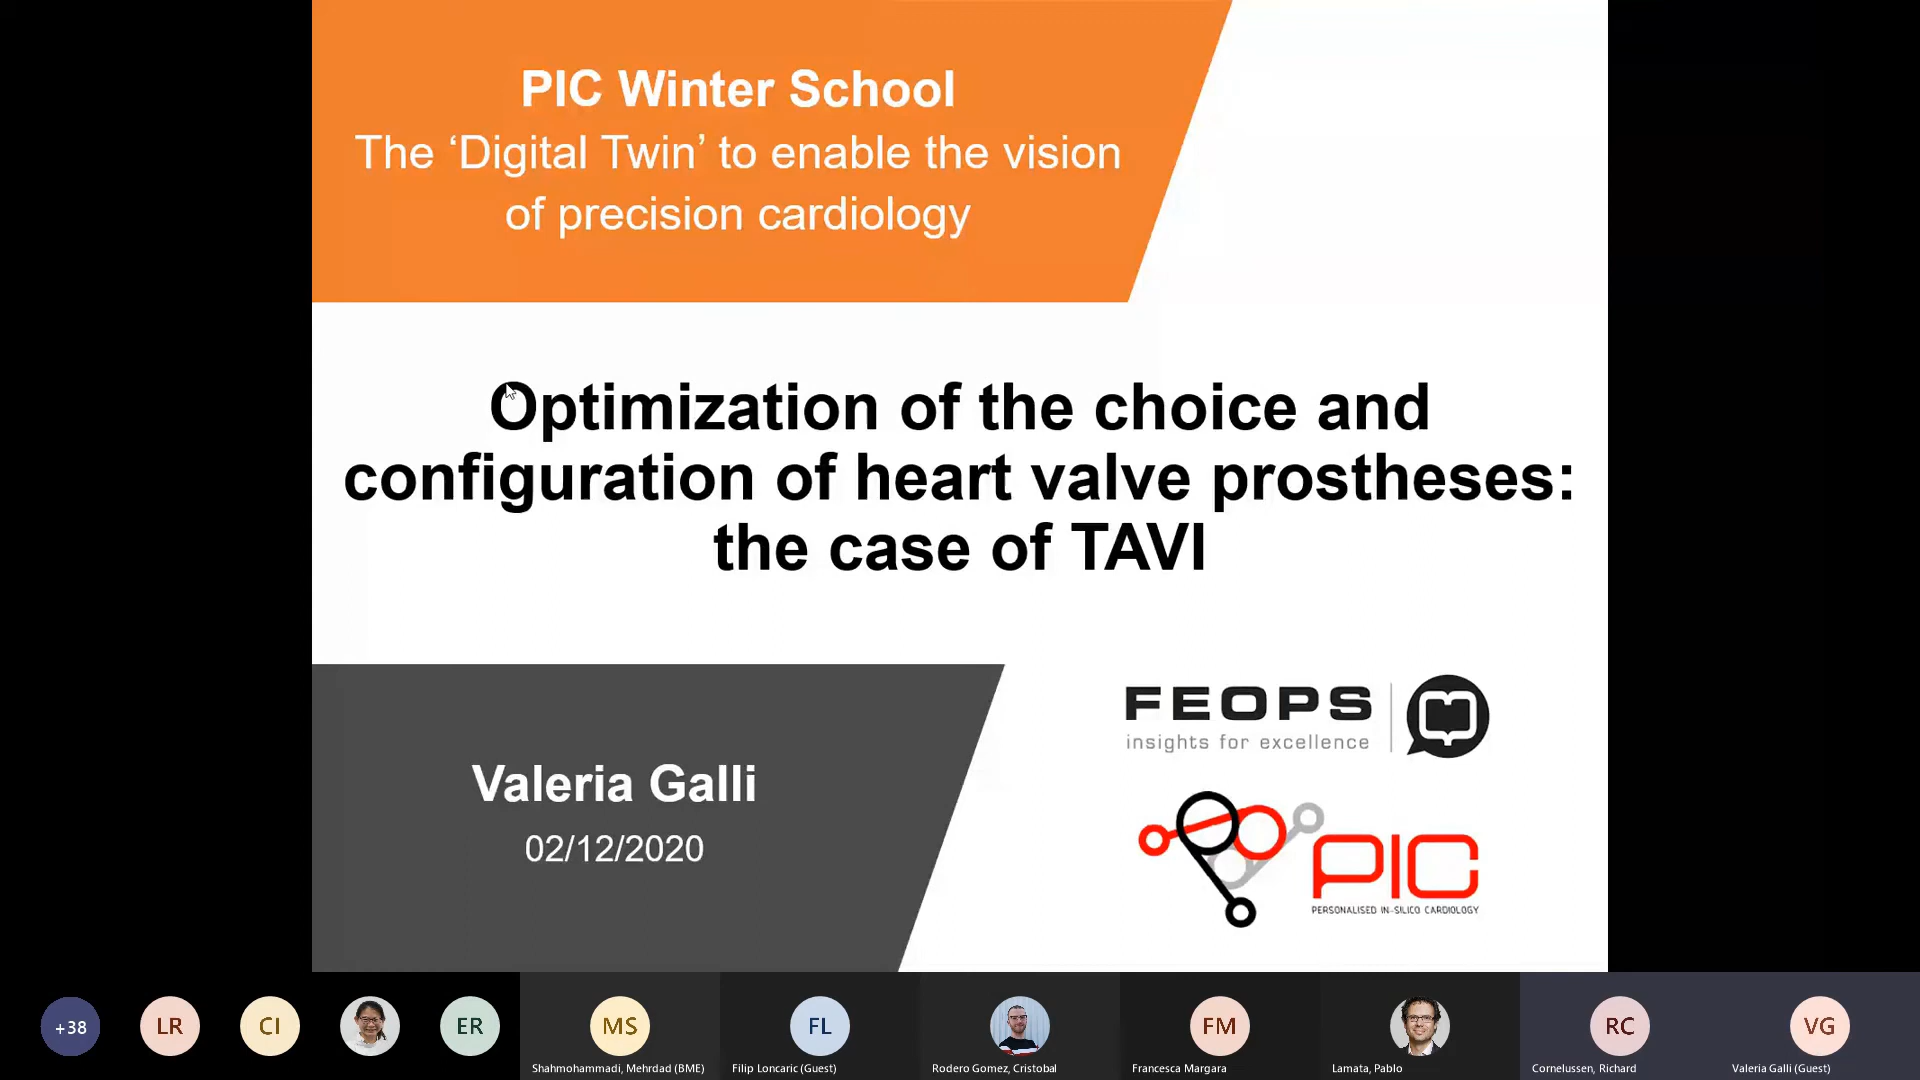 PIC Winter School
The ‘Digital Twin’ to enable the vision
of precision cardiology
Optimization of the choice and
configuration of heart valve prostheses:
the case of TAVI
Valeria Galli
02/12/2020
FEOPS
insights for excellence
PIC
PERSONALISED IN-SILICO CARDIOLOGY
+38
LR
CI
ER
MS
Shahmohammadi, Mehrdad (BME)
FL
Filip Loncaric (Guest)
Rodero Gomez, Cristobal
FM
Francesca Margara
Lamata, Pablo
RC
Cornelussen, Richard
VG
Valeria Galli (Guest)